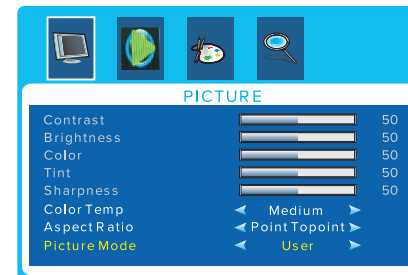 PICTURE
Contrast 50
Brightness 50
Color 50
Tint 50
Sharpness 50
Color Temp Medium
Aspect Ratio Point Topoint
Picture Mode User